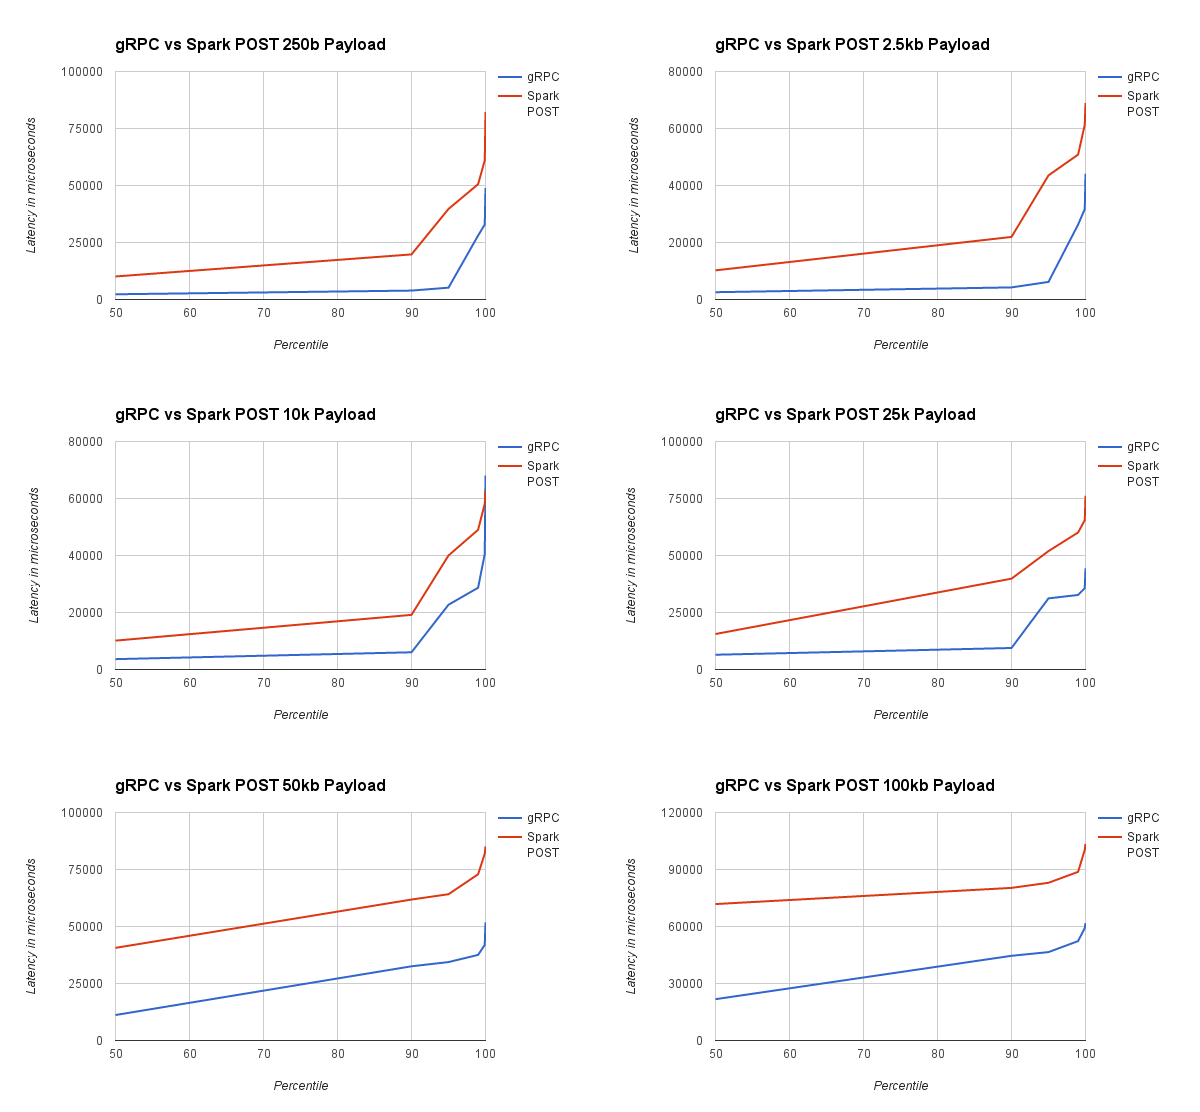 gRPC vs Spark POST 250b Payload
100000
75000
50000
25000
0
50 60 70 80 90 100
Latency in microseconds
Percentile
gRPC
Spark
POST
gRPC vs Spark POST 2.5kb Payload
80000
60000
40000
20000
0
50 60 70 80 90 100
Latency in microseconds
Percentile
gRPC
Spark
POST
gRPC vs Spark POST 10k Payload
80000
60000
40000
20000
0
50 60 70 80 90 100
Latency in microseconds
Percentile
gRPC
Spark
POST
gRPC vs Spark POST 25k Payload
100000
75000
50000
25000
0
50 60 70 80 90 100
Latency in microseconds
Percentile
gRPC
Spark
POST
gRPC vs Spark POST 50kb Payload
100000
75000
50000
25000
0
50 60 70 80 90 100
Latency in microseconds
Percentile
gRPC
Spark
POST
gRPC vs Spark POST 100kb Payload
120000
90000
60000
30000
0
50 60 70 80 90 100
Latency in microseconds
Percentile
gRPC
Spark
POST